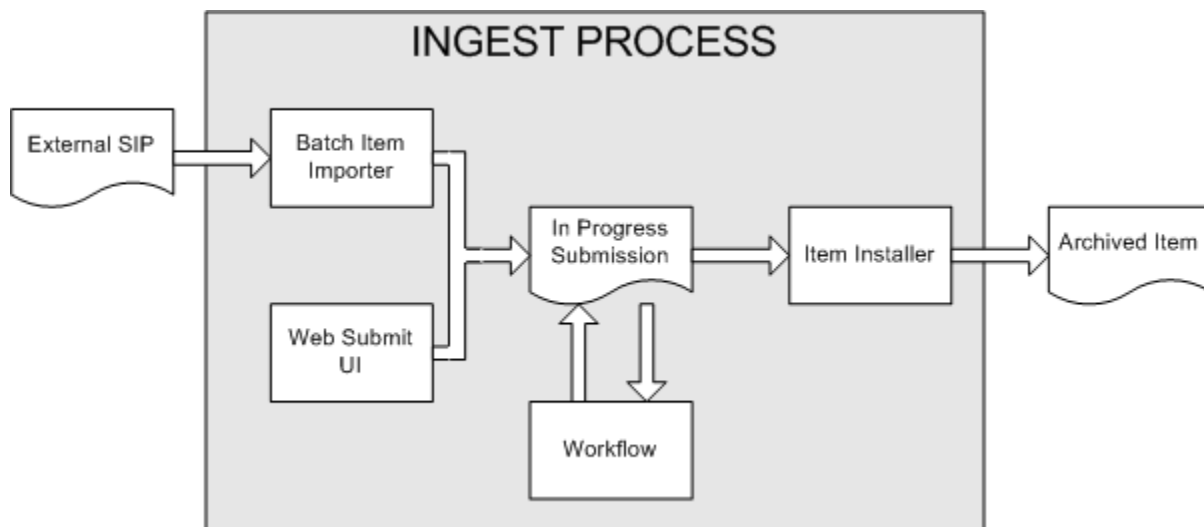 INGEST PROCESS
External SIP
Batch Item
Importer
In Progress
Submission
Item Installer
Archived Item
Web Submit
UI
Workflow